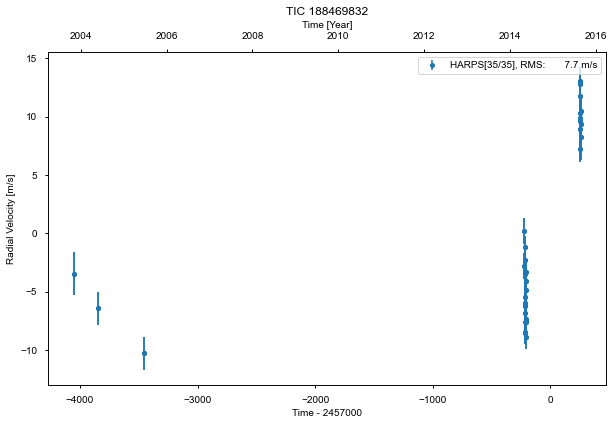 TIC 188469832
Time [Year]
2004 2006 2008 2010 2012 2014 2016
HARPS[35/35], RMS: 7.7 m/s
Radial Velocity [m/s]
15
10
5
0
−5
−10
−4000 −3000 −2000 −1000 0
Time - 2457000